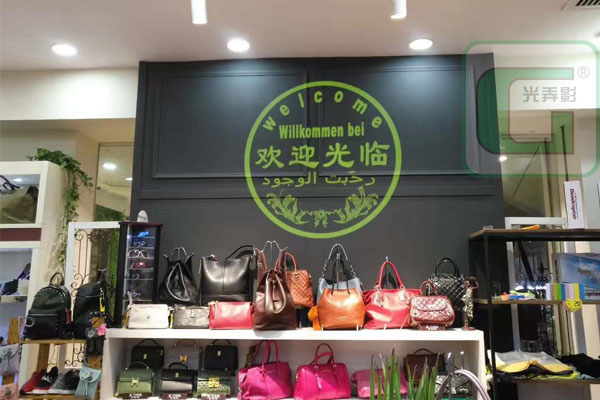 welcome
Willkommen bei
欢迎光临
رحبت الوجود
光弄影®